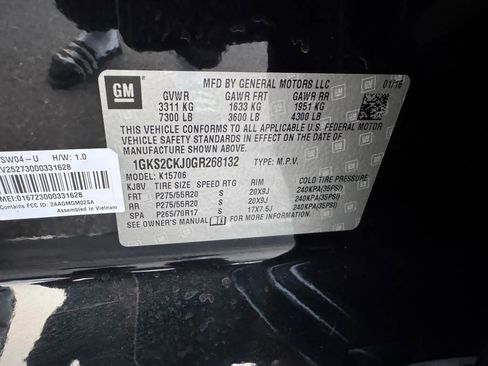 GM
MFD BY GENERAL MOTORS LLC 01/16
GVWR GAWR FRT GAWR RR
3311 KG 1633 KG 1951 KG
7300 LB 3600 LB 4300 LB
THIS VEHICLE CONFORMS TO ALL APPLICABLE U.S. FEDERAL
MOTOR VEHICLE SAFETY, BUMPER, AND THEFT PREVENTION
STANDARDS IN EFFECT ON THE DATE OF MANUFACTURE
SHOWN ABOVE.
1GKS2CKJ0GR268132 TYPE: M.P.V.
MODEL: K15706
KJ8V TIRE SIZE SPEED RTG RIM COLD TIRE PRESSURE
FRT P275/55R20 S 20X9J 240KPA(35PSI)
RR P275/55R20 S 20X9J 240KPA(35PSI)
SPA P265/70R17 S 17X7.5J 240KPA(35PSI)
SEE OWNER'S MANUAL FOR MORE INFORMATION
SW04-U H/W: 1.0
V25273000331628
MEI:016723000331628
Contains FCC ID: 2AAGMGM02SA
Assembled in Vietnam